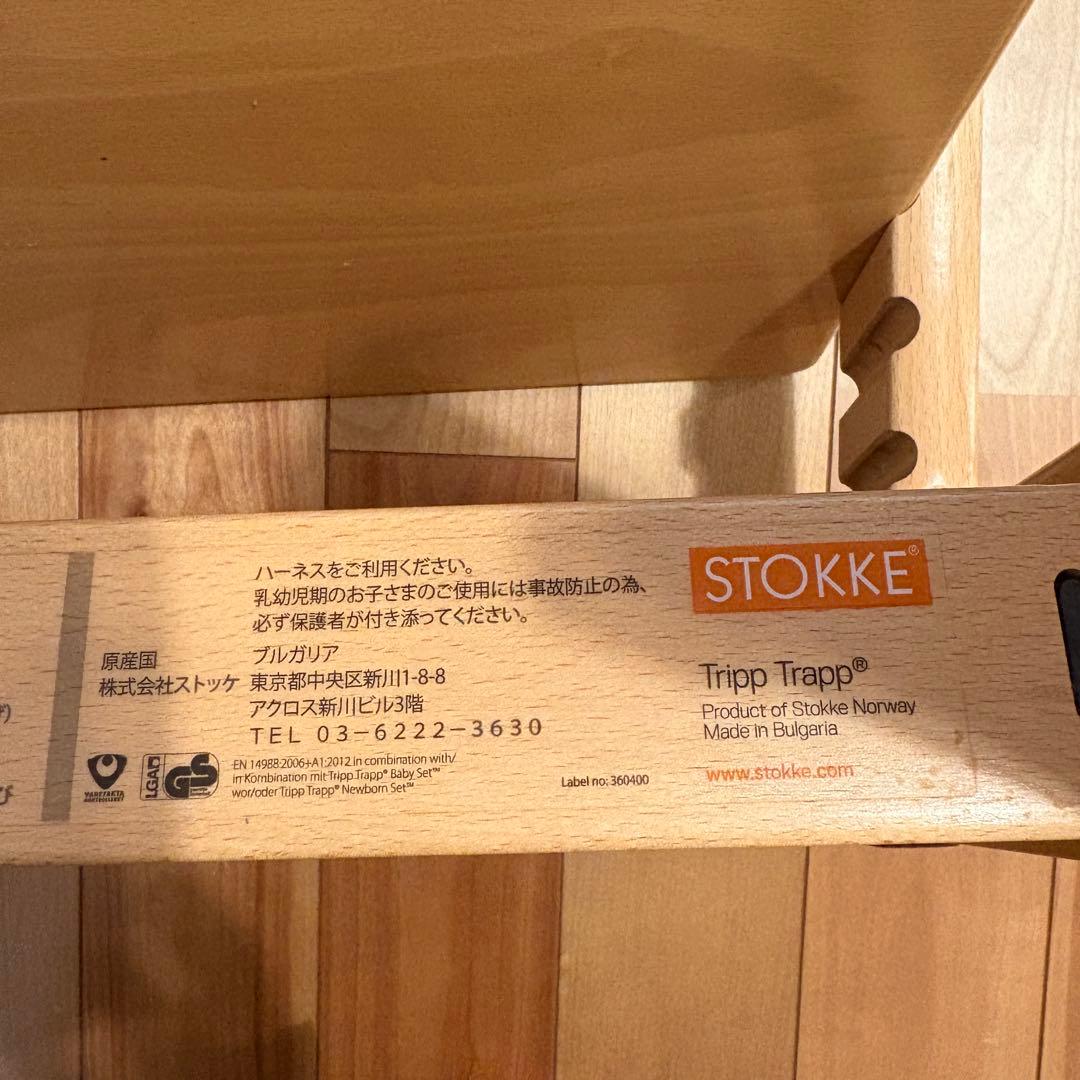 ハーネスをご利用ください。
乳幼児期のお子さまのご使用には事故防止の為、
必ず保護者が付き添ってください。
原産国 ブルガリア
株式会社ストッケ 東京都中央区新川1-8-8
アクロス新川ビル3階
TEL 03-6222-3630
VAREFAKTA
KONTROLLERET
LGA
GS
EN 14988:2006+A1:2012 in combination with/
in Kombination mit Tripp Trapp® Baby Set™
wor/oder Tripp Trapp® Newborn Set™
Label no: 360400
STOKKE®
Tripp Trapp®
Product of Stokke Norway
Made in Bulgaria
www.stokke.com
び